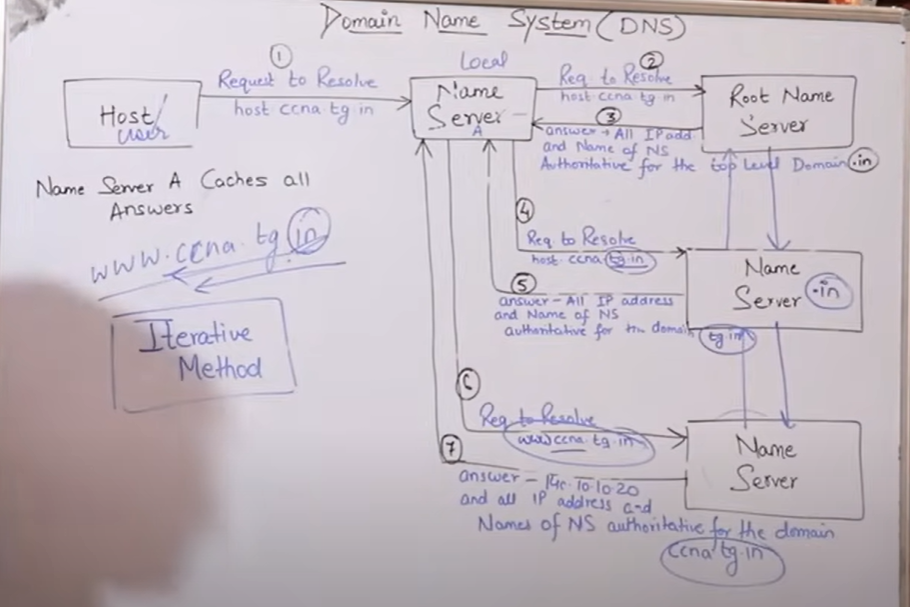 Domain Name System (DNS)
①
Request to Resolve
host ccna tg in
Host/
User
Local
Name
Server
A
②
Req. to Resolve
host ccna tg in
③
answer → All IP add
and Name of NS
Authoritative for the top Level Domain .in
Root Name
Server
Name Server A Caches all
Answers
www.ccna.tg.in
Iterative
Method
④
Req to Resolve
host ccna tg.in
⑤
answer - All IP address
and Name of NS
authoritative for the domain tg in
Name
Server .in
⑥
Req to Resolve
www ccna.tg.in
⑦
answer - 10.10.20
and all IP address and
Names of NS authoritative for the domain
ccna tg.in
Name
Server